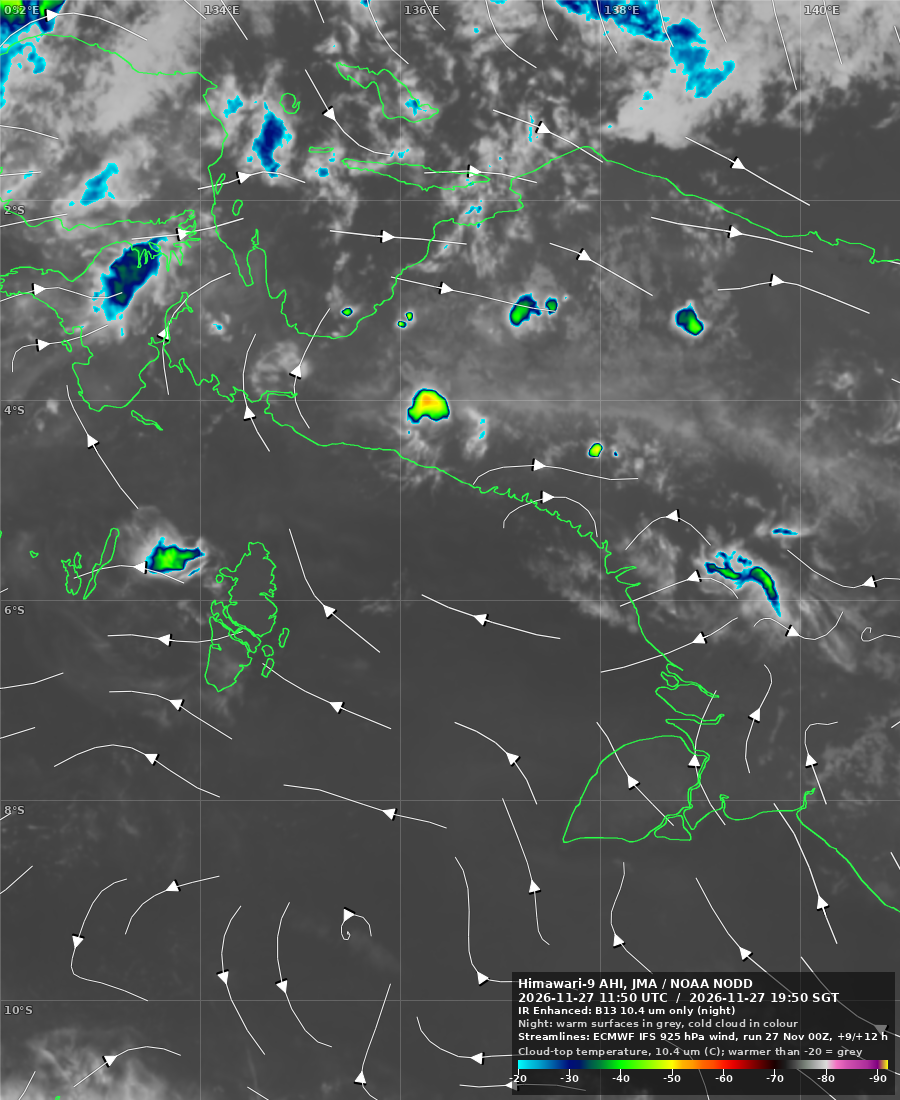 134°E 136°E 138°E 140°E
2°S
4°S
6°S
8°S
10°S
Himawari-9 AHI, JMA / NOAA NODD
2026-11-27 11:50 UTC / 2026-11-27 19:50 SGT
IR Enhanced: B13 10.4 um only (night)
Night: warm surfaces in grey, cold cloud in colour
Streamlines: ECMWF IFS 925 hPa wind, run 27 Nov 00Z, +9/+12 h
Cloud-top temperature, 10.4 um (C); warmer than -20 = grey
-20 -30 -40 -50 -60 -70 -80 -90